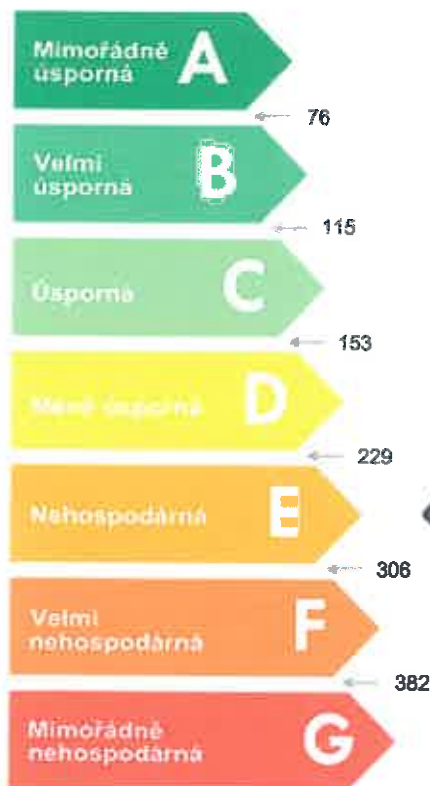 Mimořádně
úsporná
A
76
Velmi
úsporná
B
115
Úsporná
C
153
Méně úsporná
D
229
Nehospodárná
E
306
Velmi
nehospodárná
F
382
Mimořádně
nehospodárná
G